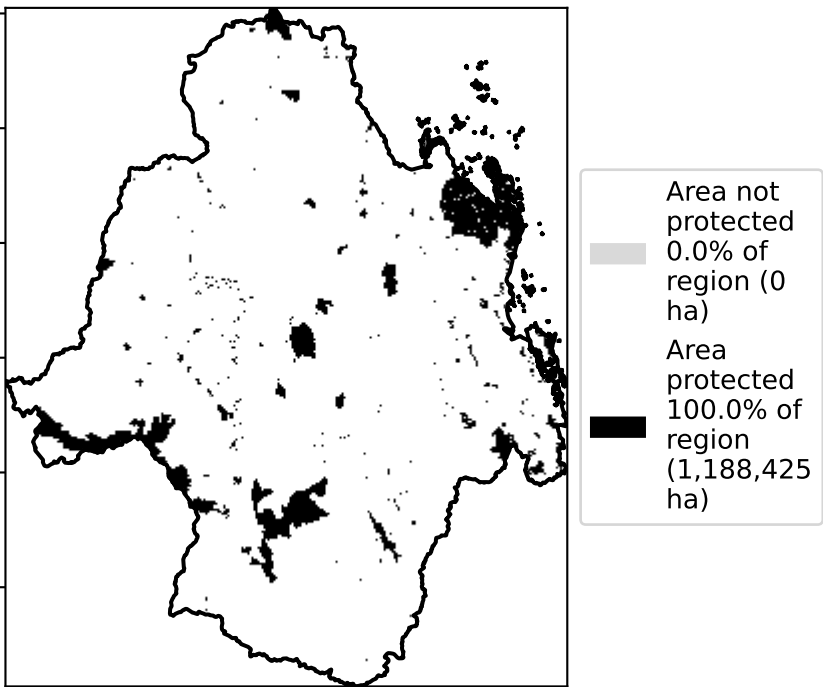 Area not
protected
0.0% of
region (0
ha)
Area
protected
100.0% of
region
(1,188,425
ha)